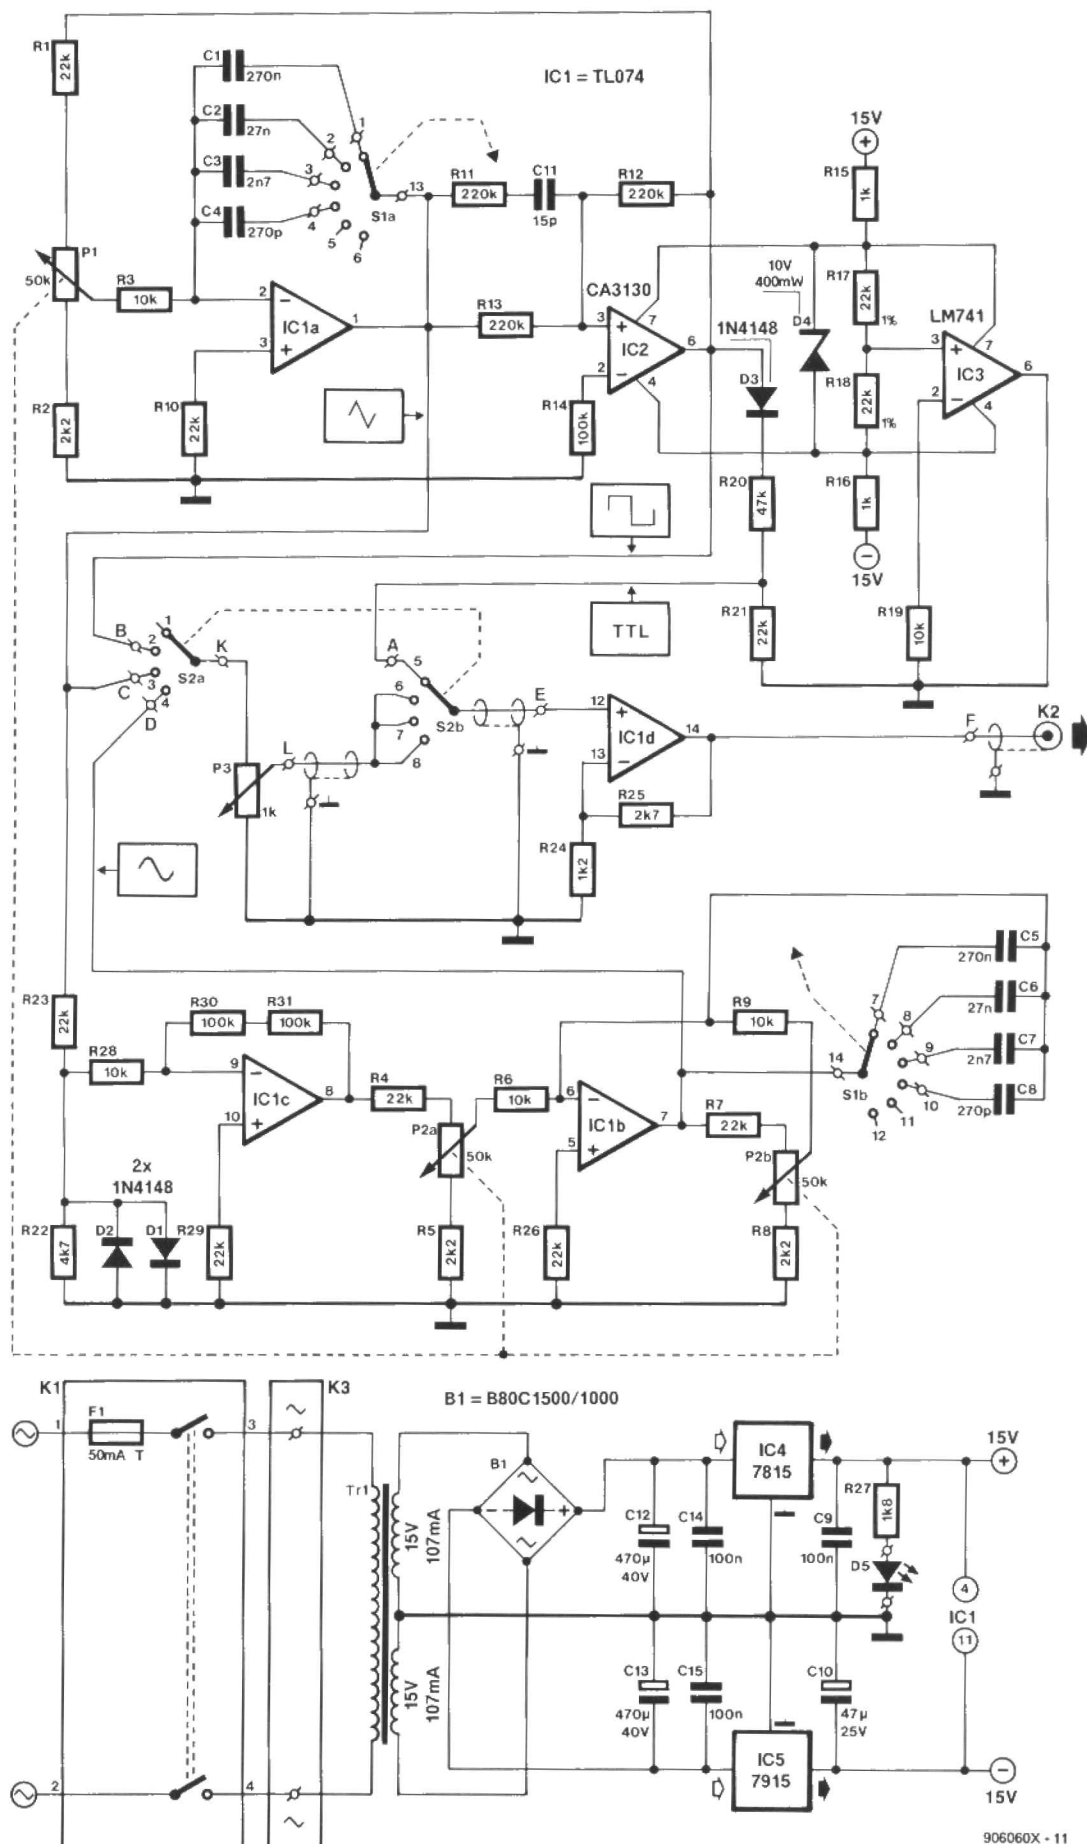 R1
22k
C1
270n
IC1 = TL074
C2
27n
1
2
15V
+
R15
1k
C3
2n7
3
13
R11
220k
C11
15p
R12
220k
C4
270p
4
S1a
5
6
P1
50k
R3
10k
2
−
IC1a
1
3
+
R13
220k
CA3130
3
+
7
IC2
6
2
−
4
10V
400mW
D4
1N4148
D3
R17
22k
1%
LM741
3
+
7
IC3
6
2
−
4
R18
22k
1%
R2
2k2
R10
22k
R14
100k
R20
47k
R16
1k
−
15V
TTL
R21
22k
R19
10k
B
1
2
K
S2a
C
3
4
D
A
5
6
S2b
7
8
E
12
+
IC1d
14
13
−
F
K2
L
P3
1k
R25
2k7
R24
1k2
C5
270n
R23
22k
R30
100k
R31
100k
R9
10k
7
8
C6
27n
R28
10k
9
−
IC1c
8
10
+
R4
22k
R6
10k
6
−
IC1b
7
5
+
R7
22k
14
S1b
9
C7
2n7
10
C8
270p
11
12
P2a
50k
P2b
50k
2x
1N4148
R22
4k7
D2
D1
R29
22k
R5
2k2
R26
22k
R8
2k2
K1
K3
B1 = B80C1500/1000
1
F1
50mA T
3
~
Tr1
15V
107mA
B1
~
−
+
~
IC4
7815
15V
+
C12
470µ
40V
C14
100n
C9
100n
R27
1k8
D5
4
IC1
11
15V
107mA
C13
470µ
40V
C15
100n
C10
47µ
25V
2
4
~
IC5
7915
−
15V
906060X - 11